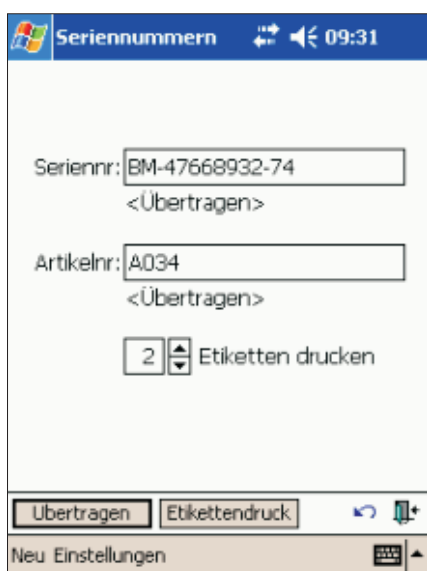 Seriennummern 09:31
Seriennr: BM-47668932-74
<Übertragen>
Artikelnr: A034
<Übertragen>
2 Etiketten drucken
Übertragen Etikettendruck
Neu Einstellungen